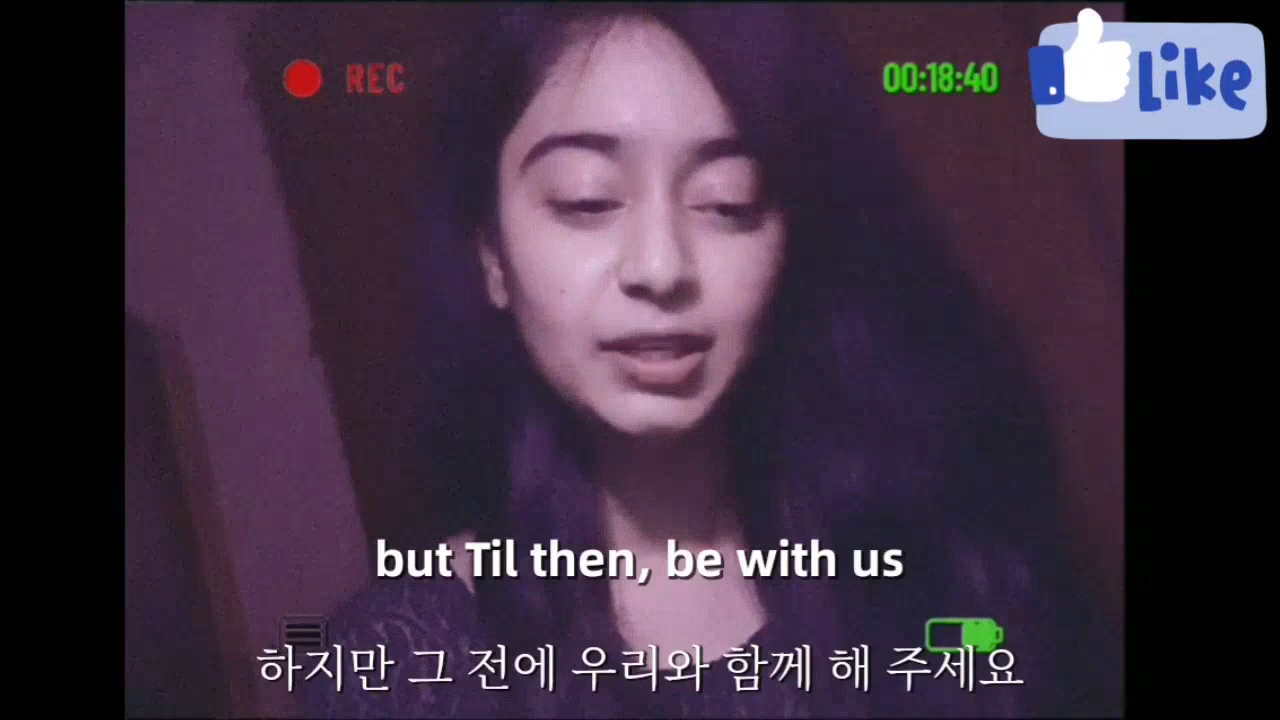 REC
00:18:40
Like
but Til then, be with us
하지만 그 전에 우리와 함께 해 주세요